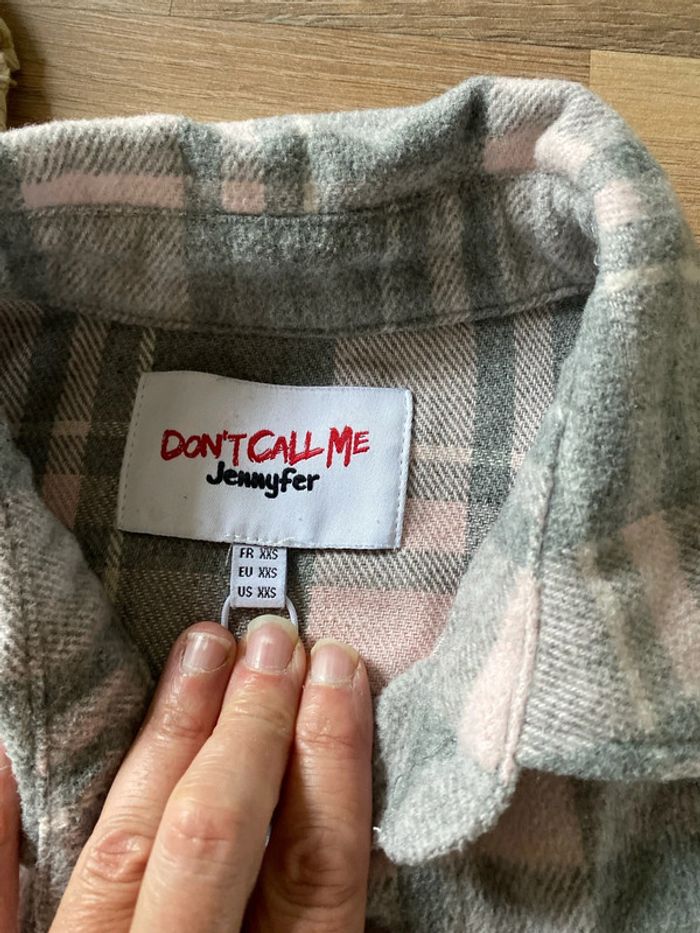 DON'T CALL ME
Jennyfer
FR XXS
EU XXS
US XXS